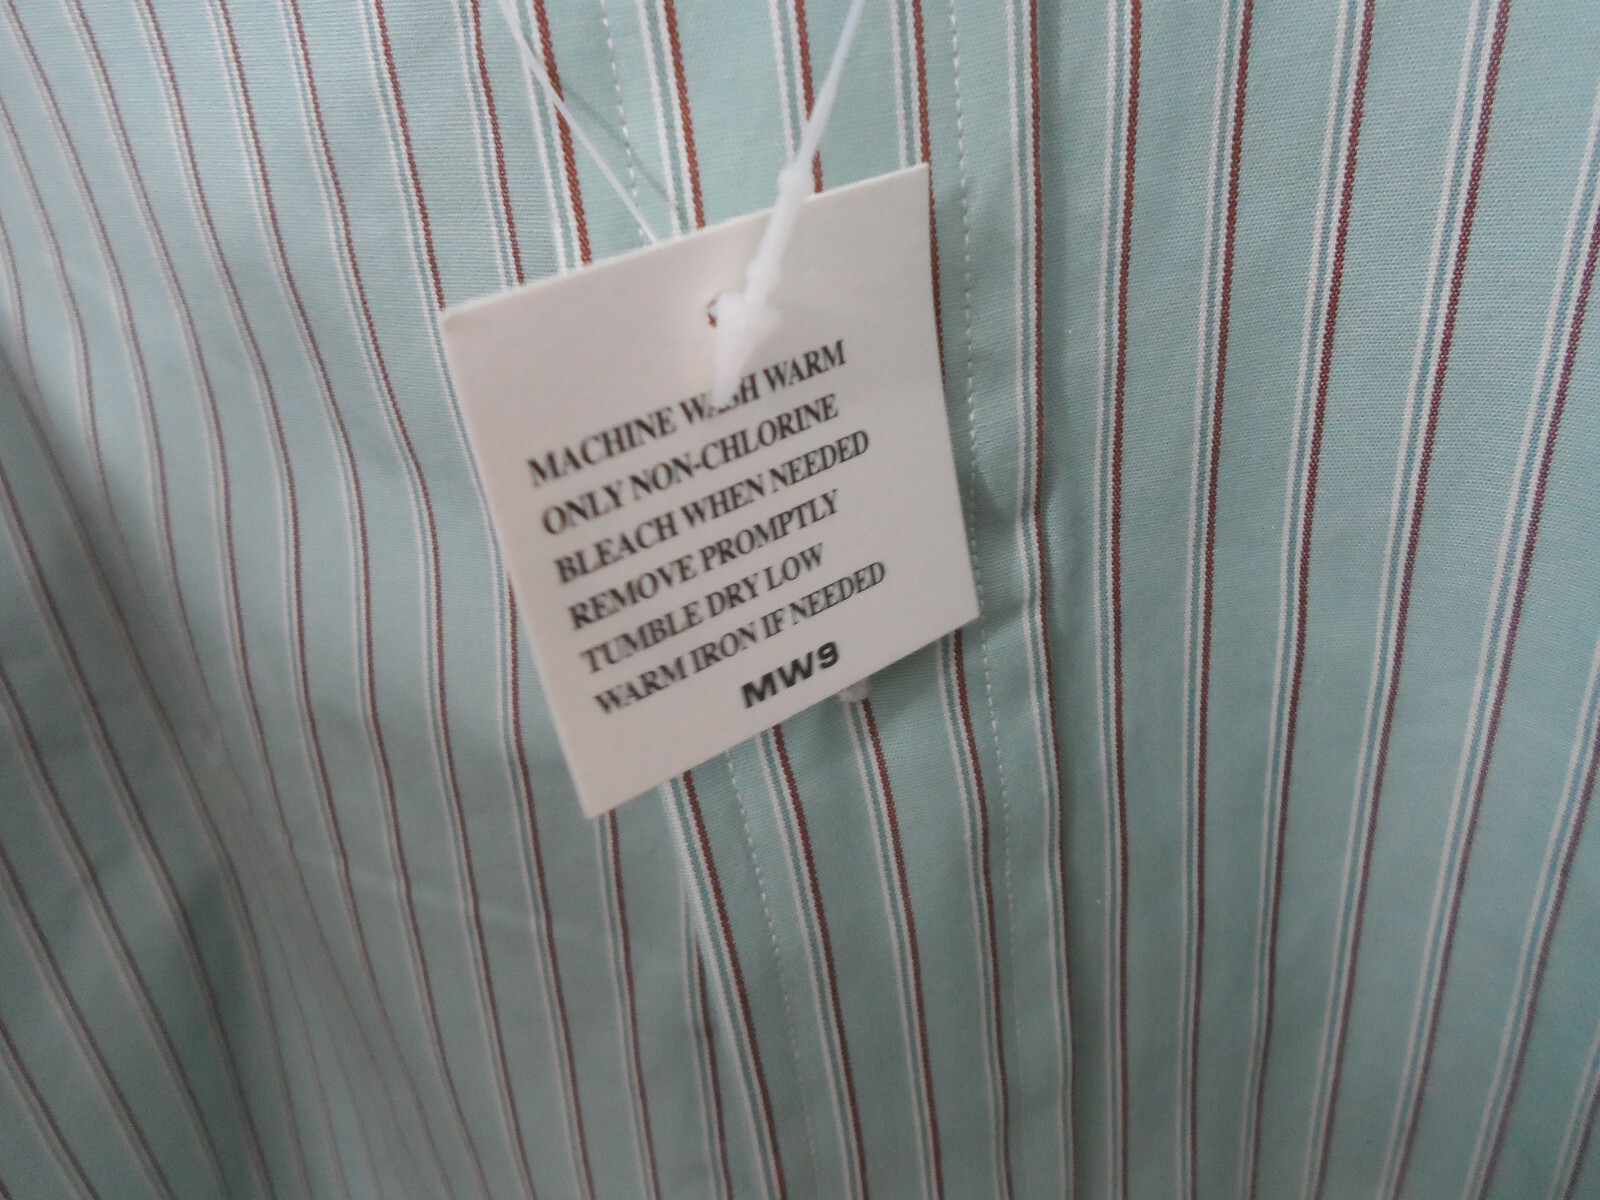 MACHINE WASH WARM
ONLY NON-CHLORINE
BLEACH WHEN NEEDED
REMOVE PROMPTLY
TUMBLE DRY LOW
WARM IRON IF NEEDED
MW9